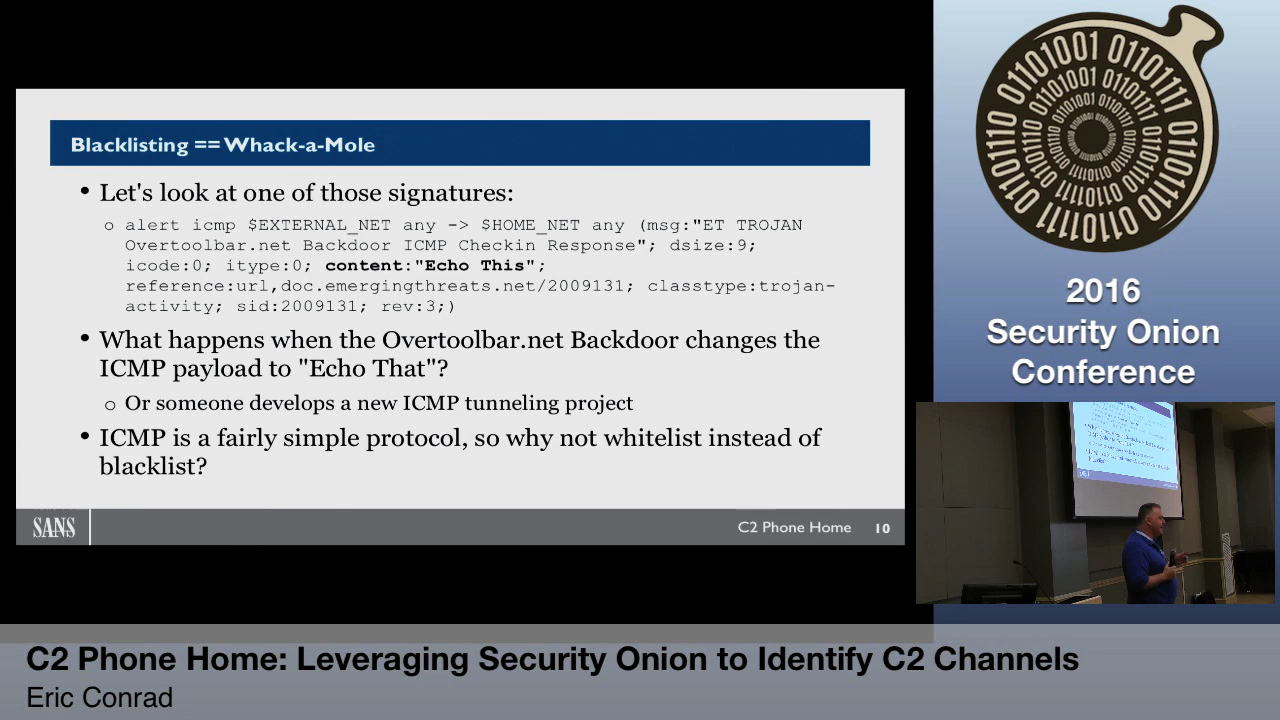 Blacklisting == Whack-a-Mole
• Let's look at one of those signatures:
o alert icmp $EXTERNAL_NET any -> $HOME_NET any (msg:"ET TROJAN
Overtoolbar.net Backdoor ICMP Checkin Response"; dsize:9;
icode:0; itype:0; content:"Echo This";
reference:url,doc.emergingthreats.net/2009131; classtype:trojan-
activity; sid:2009131; rev:3;)
• What happens when the Overtoolbar.net Backdoor changes the
ICMP payload to "Echo That"?
o Or someone develops a new ICMP tunneling project
• ICMP is a fairly simple protocol, so why not whitelist instead of
blacklist?
SANS
C2 Phone Home 10
2016
Security Onion
Conference
C2 Phone Home: Leveraging Security Onion to Identify C2 Channels
Eric Conrad